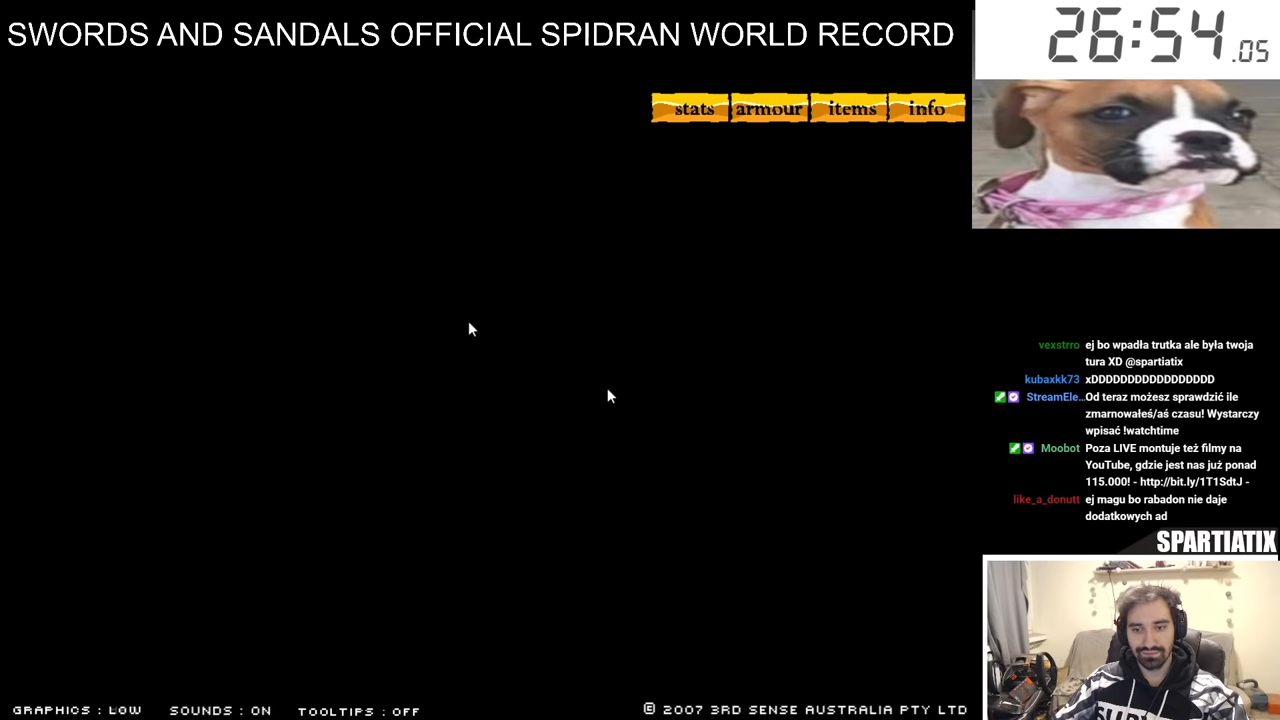 SWORDS AND SANDALS OFFICIAL SPIDRAN WORLD RECORD
26:54.05
stats armour items info
vexstrro ej bo wpadła trutka ale była twoja
tura XD @spartiatix
kubaxkk73 xDDDDDDDDDDDDDDDDD
StreamEle... Od teraz możesz sprawdzić ile
zmarnowałeś/aś czasu! Wystarczy
wpisać !watchtime
Moobot Poza LIVE montuje też filmy na
YouTube, gdzie jest nas już ponad
115.000! - http://bit.ly/1T1SdtJ -
like_a_donutt ej magu bo rabadon nie daje
dodatkowych ad
SPARTIATIX
GRAPHICS : LOW SOUNDS : ON TOOLTIPS : OFF © 2007 3RD SENSE AUSTRALIA PTY LTD